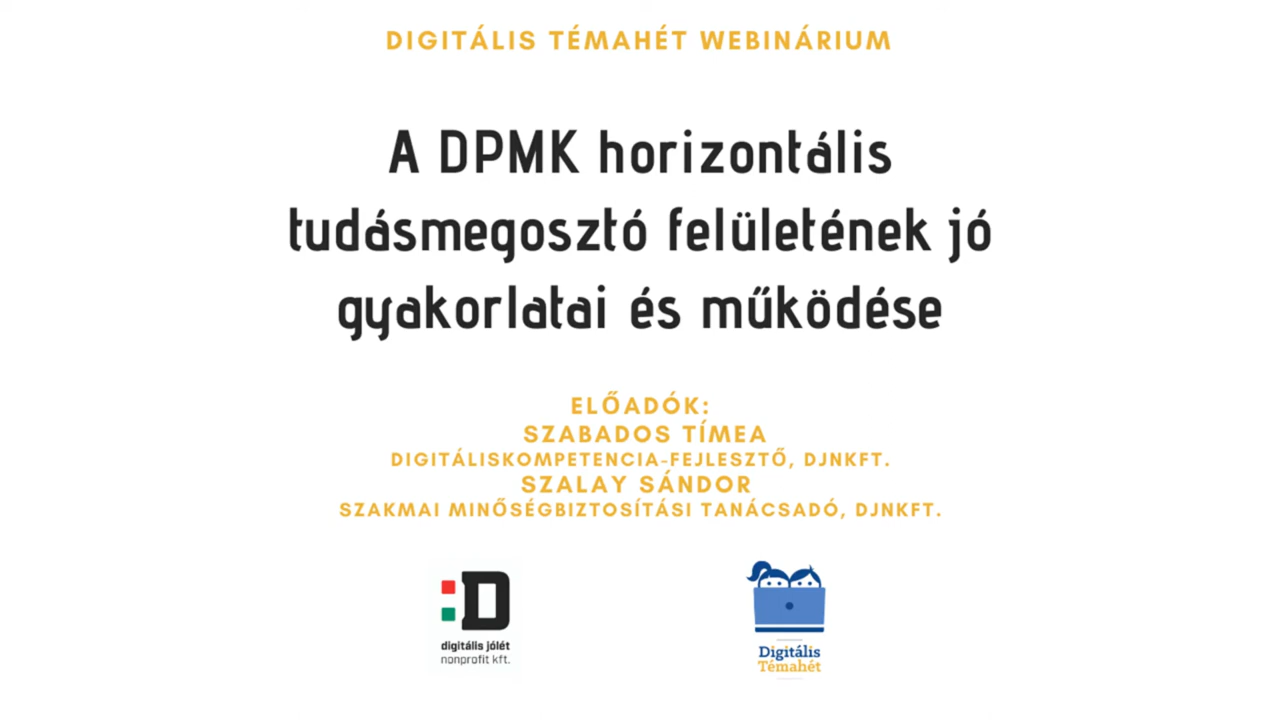 DIGITÁLIS TÉMAHÉT WEBINÁRIUM
A DPMK horizontális
tudásmegosztó felületének jó
gyakorlatai és működése
ELŐADÓK:
SZABADOS TÍMEA
DIGITÁLISKOMPETENCIA-FEJLESZTŐ, DJNKFT.
SZALAY SÁNDOR
SZAKMAI MINŐSÉGBIZTOSÍTÁSI TANÁCSADÓ, DJNKFT.
:D
digitális jólét
nonprofit kft.
Digitális
Témahét